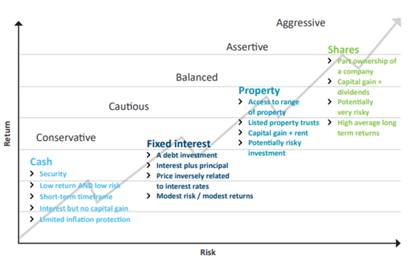 Aggressive
Assertive
Balanced
Cautious
Conservative
Shares
Part ownership of
a company
Capital gain +
dividends
Potentially
very risky
High average long
term returns
Property
Access to range
of property
Listed property trusts
Capital gain + rent
Potentially risky
investment
Fixed Interest
A debt investment
Interest plus principal
Price inversely related
to interest rates
Modest risk / modest returns
Cash
Security
Low return AND low risk
Short-term timeframe
Interest but no capital gain
Limited inflation protection
Return
Risk